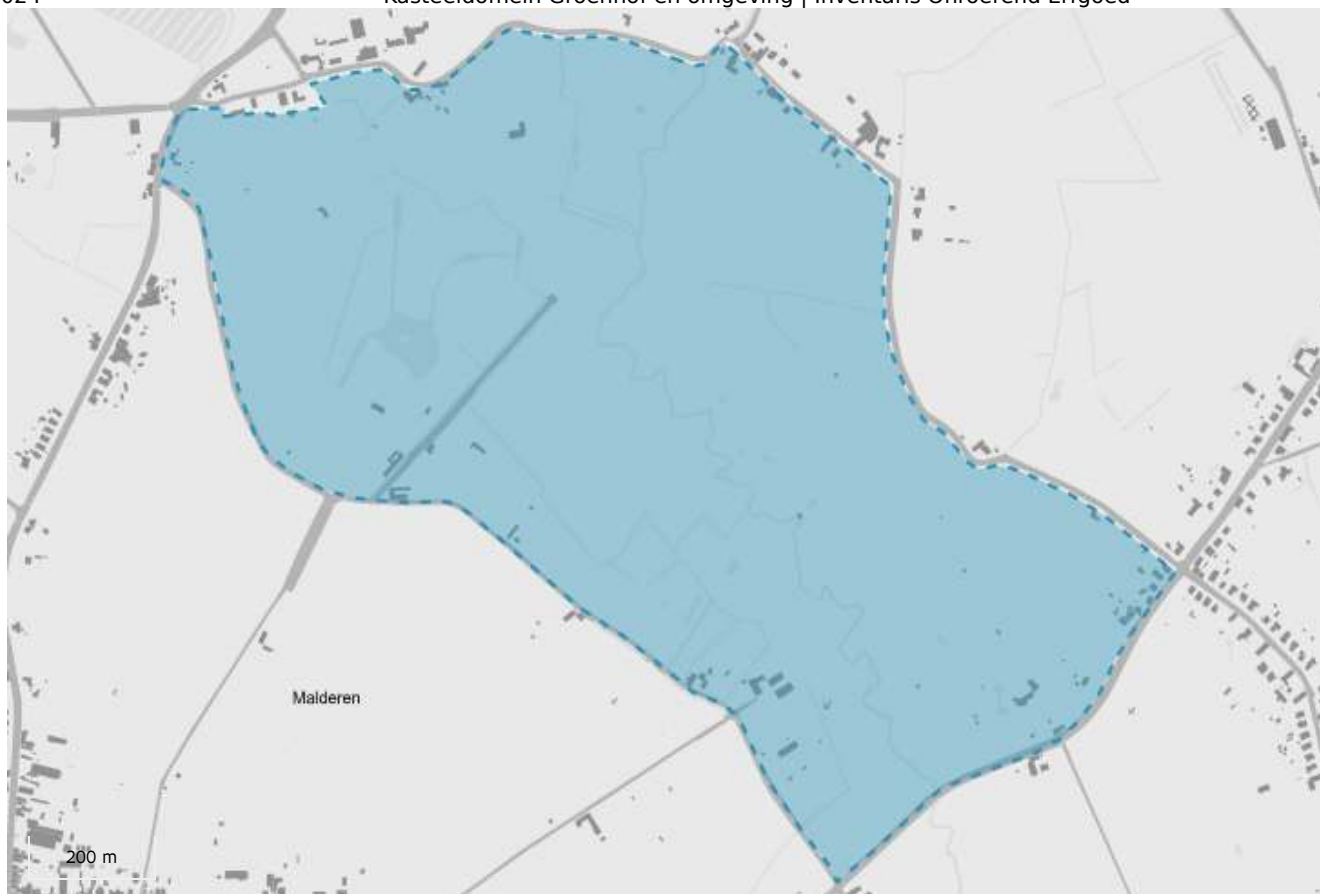 Kasteeldomein Groenhof en omgeving | Inventaris Onroerend Erfgoed
Malderen
200 m